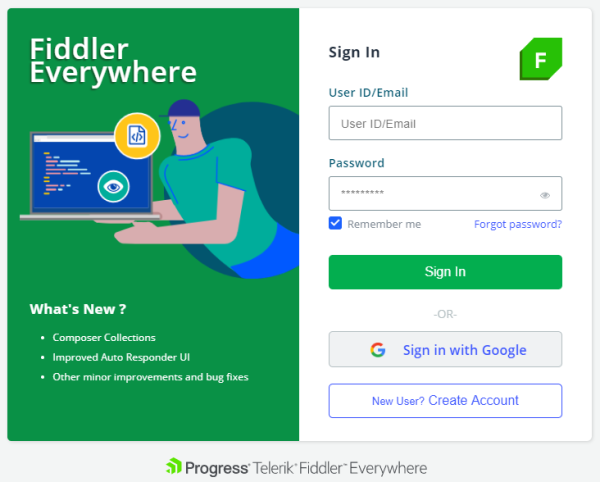 Fiddler
Everywhere
What's New ?
Composer Collections
Improved Auto Responder UI
Other minor improvements and bug fixes
Sign In
F
User ID/Email
User ID/Email
Password
*********
Remember me
Forgot password?
Sign In
-OR-
Sign in with Google
New User? Create Account
Progress® Telerik® Fiddler™ Everywhere